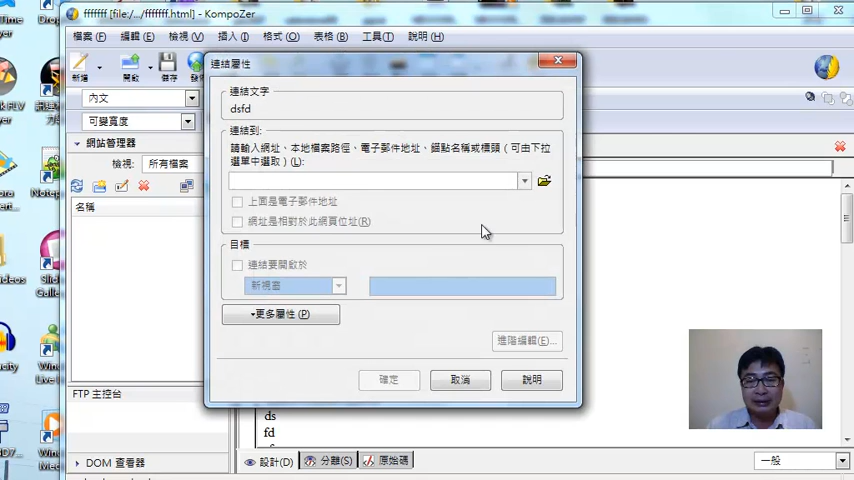 fffffff [file:/.../fffffff.html] - KompoZer
檔案(F) 編輯(E) 檢視(V) 插入(I) 格式(O) 表格(B) 工具(T) 說明(H)
新增 開啟 儲存
內文
可變寬度
網站管理器
檢視: 所有檔案
名稱
FTP 主控台
DOM 查看器
連結屬性
連結文字
dsfd
連結到:
請輸入網址、本地檔案路徑、電子郵件地址、錨點名稱或標頭（可由下拉
選單中選取）(L):
上面是電子郵件地址
網址是相對於此網頁位址(R)
目標
連結要開啟於
新視窗
更多屬性(P)
進階編輯(E)...
確定 取消 說明
ds
fd
設計(D) 分離(S) 原始碼
一般